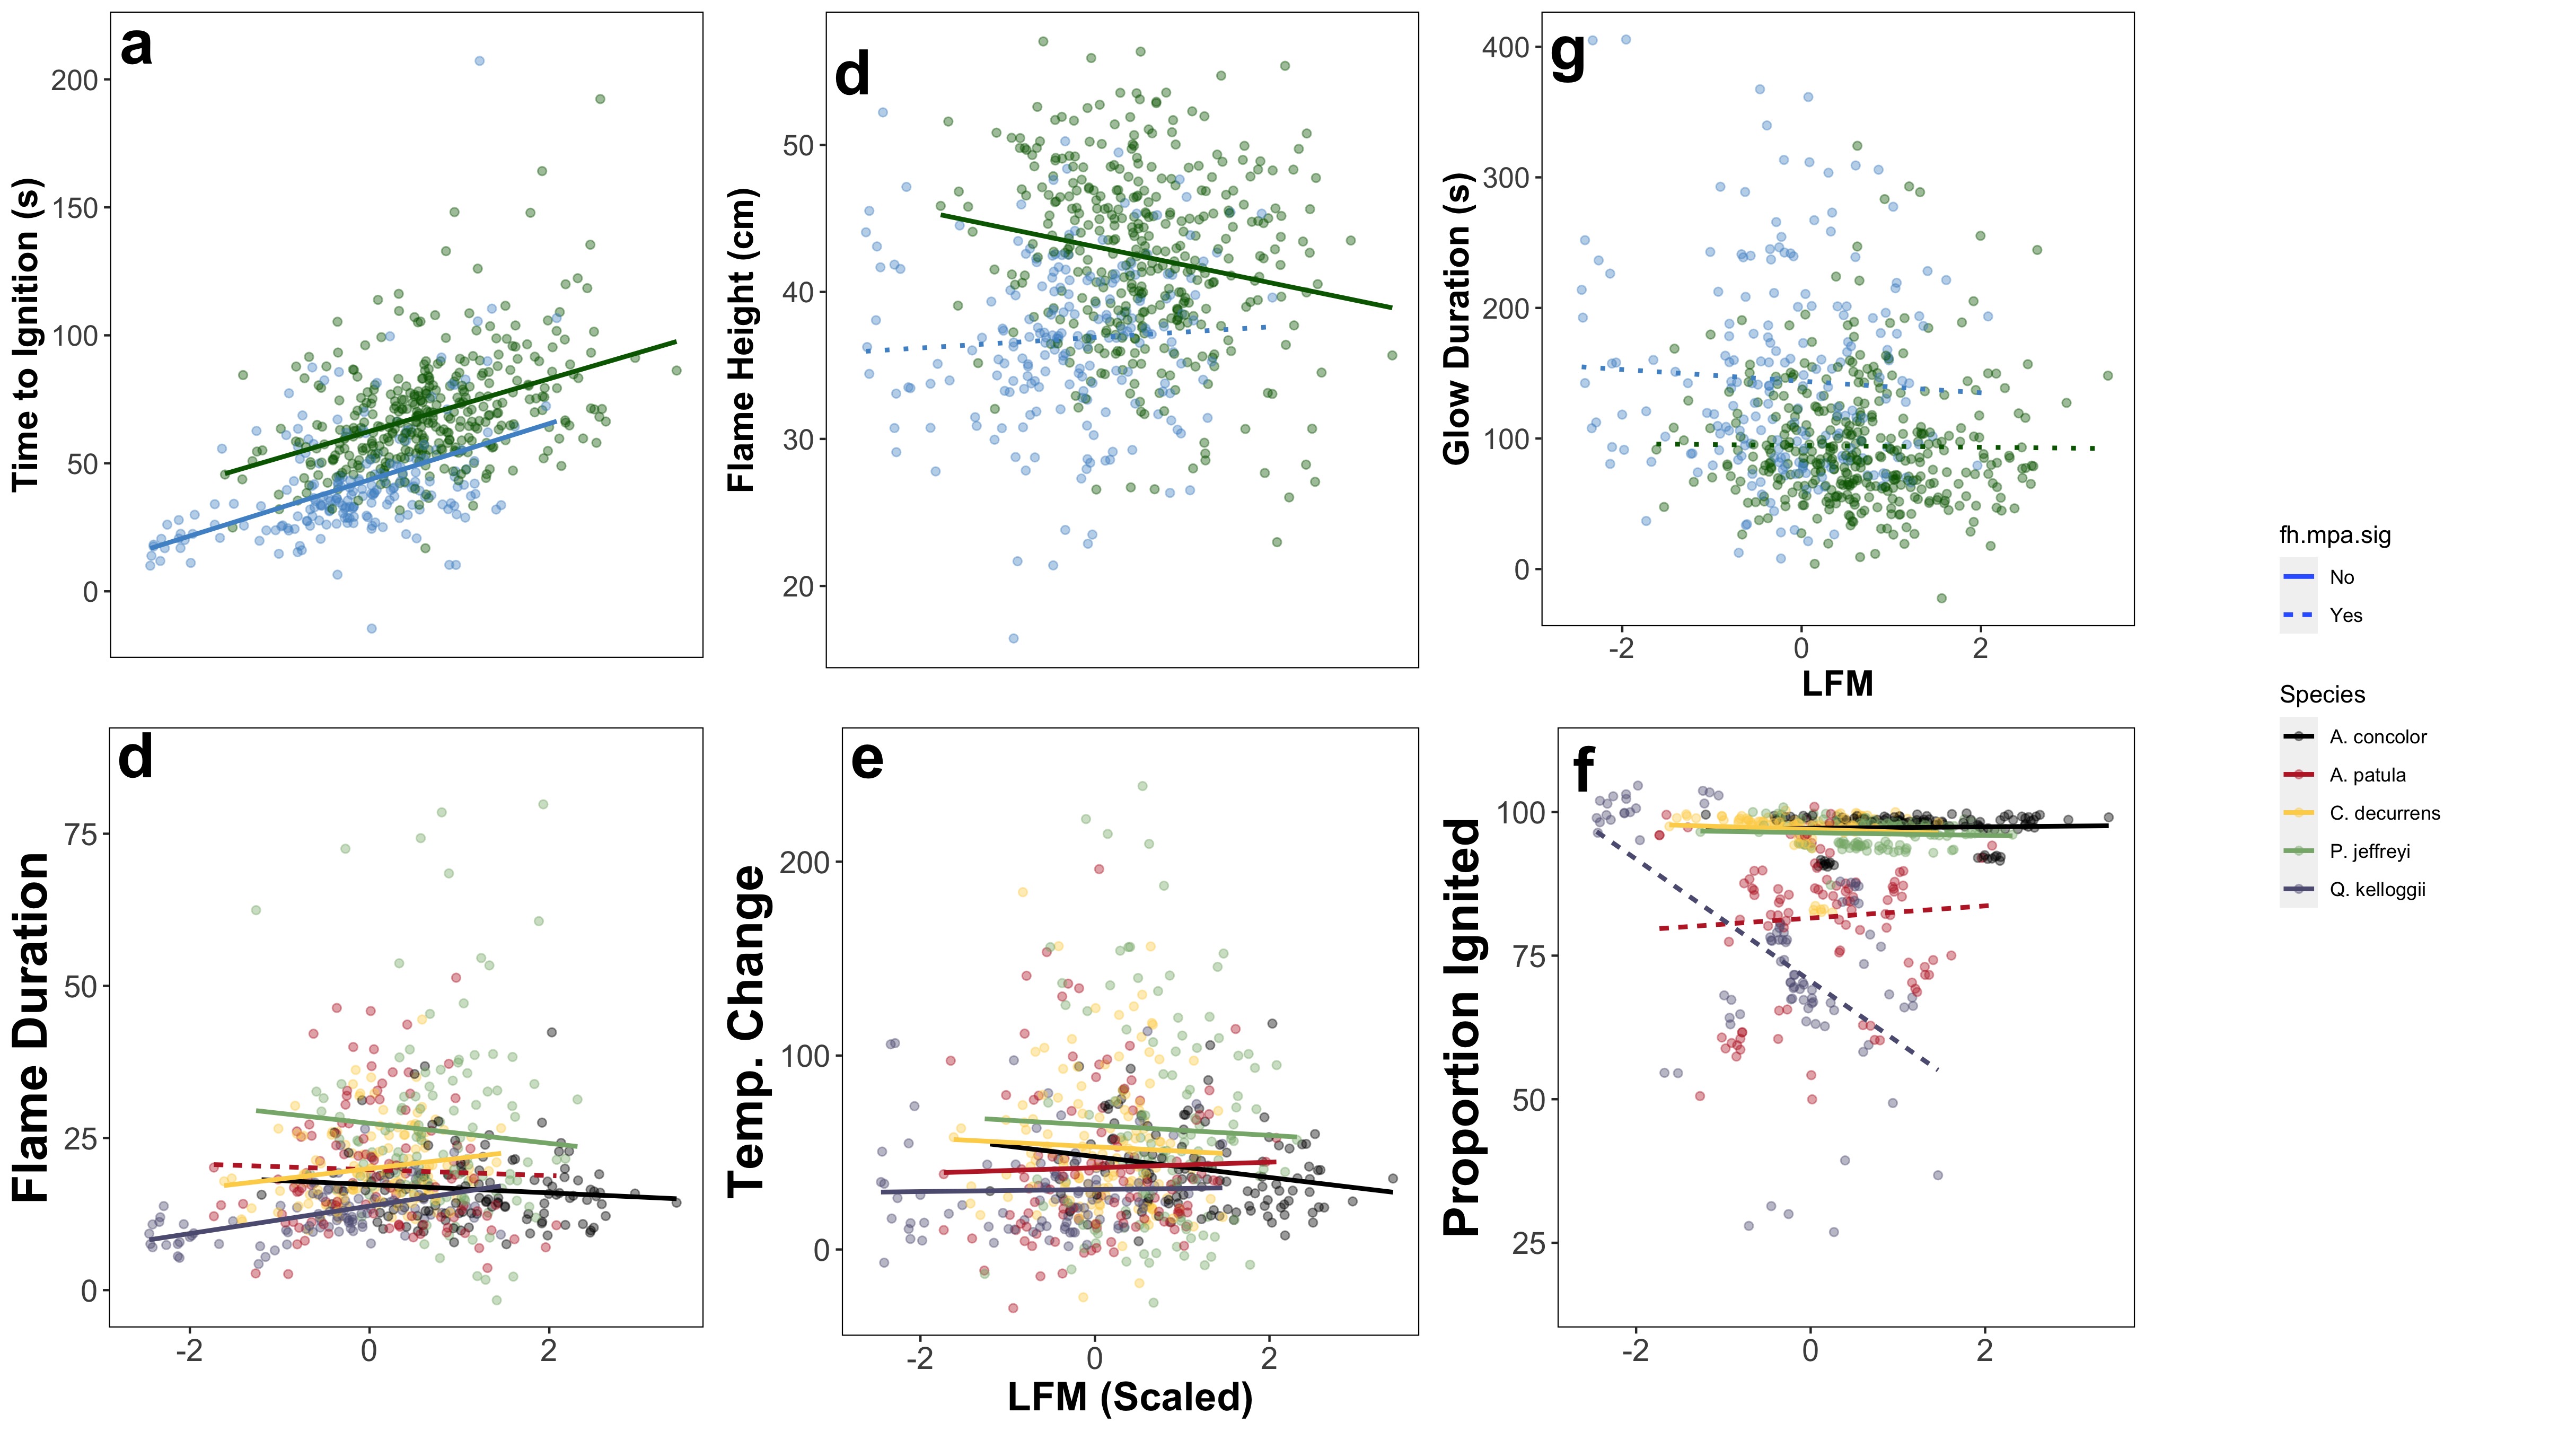 a
Time to Ignition (s)
200
150
100
50
0
d
Flame Height (cm)
50
40
30
20
g
Glow Duration (s)
400
300
200
100
0
-2 0 2
LFM
d
Flame Duration
75
50
25
0
-2 0 2
e
Temp. Change
200
100
0
-2 0 2
LFM (Scaled)
f
Proportion Ignited
100
75
50
25
-2 0 2
fh.mpa.sig
No
Yes
Species
A. concolor
A. patula
C. decurrens
P. jeffreyi
Q. kelloggii